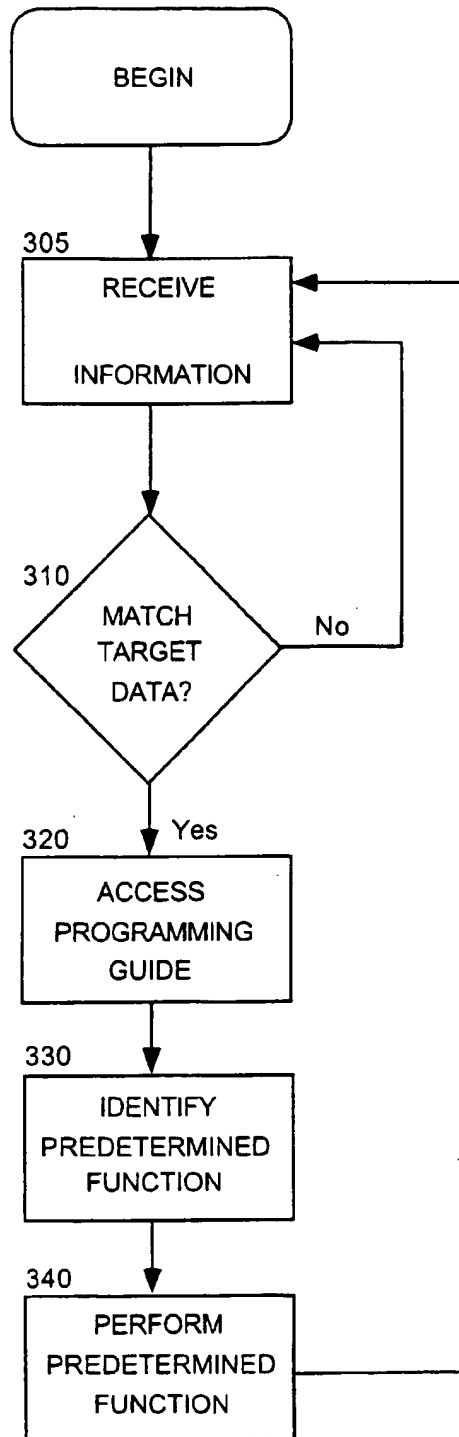 BEGIN
305
RECEIVE
INFORMATION
310
MATCH
TARGET
DATA?
No
Yes
320
ACCESS
PROGRAMMING
GUIDE
330
IDENTIFY
PREDETERMINED
FUNCTION
340
PERFORM
PREDETERMINED
FUNCTION